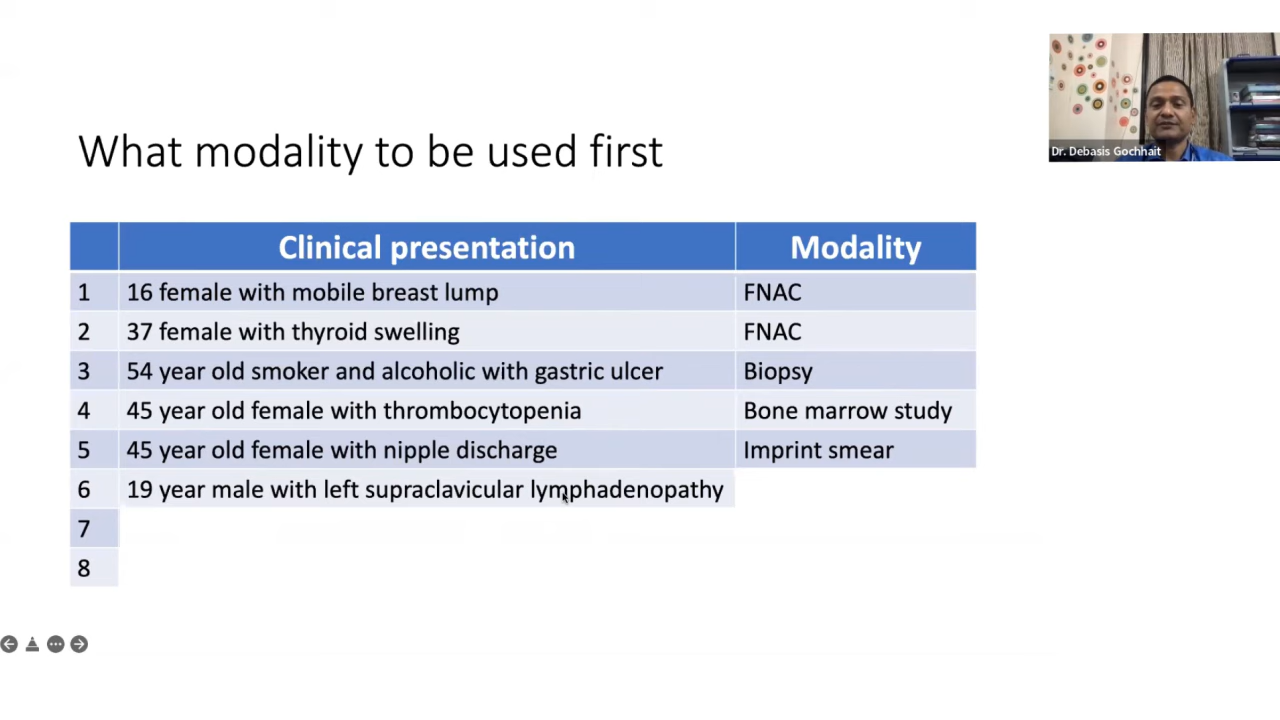 Dr. Debasis Gochhait
What modality to be used first
Clinical presentation Modality
1 16 female with mobile breast lump FNAC
2 37 female with thyroid swelling FNAC
3 54 year old smoker and alcoholic with gastric ulcer Biopsy
4 45 year old female with thrombocytopenia Bone marrow study
5 45 year old female with nipple discharge Imprint smear
6 19 year male with left supraclavicular lymphadenopathy
7
8